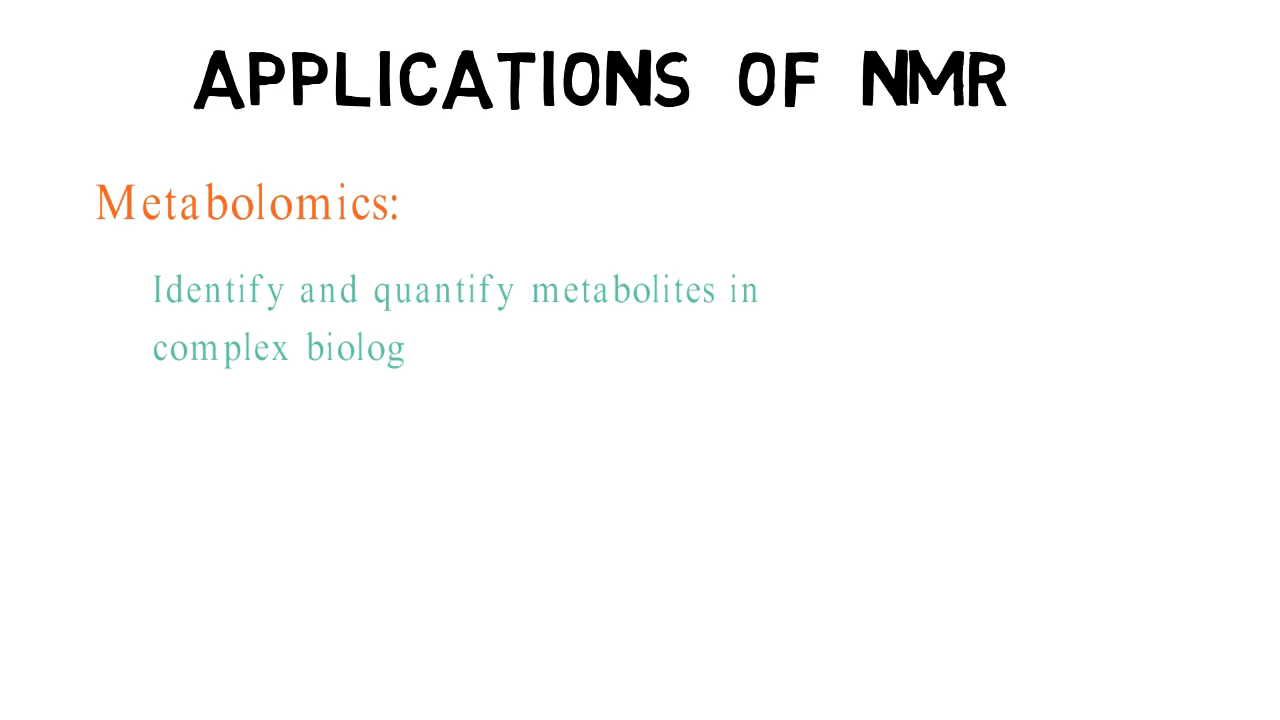 APPLICATIONS OF NMR
Metabolomics:
Identify and quantify metabolites in
complex biolog